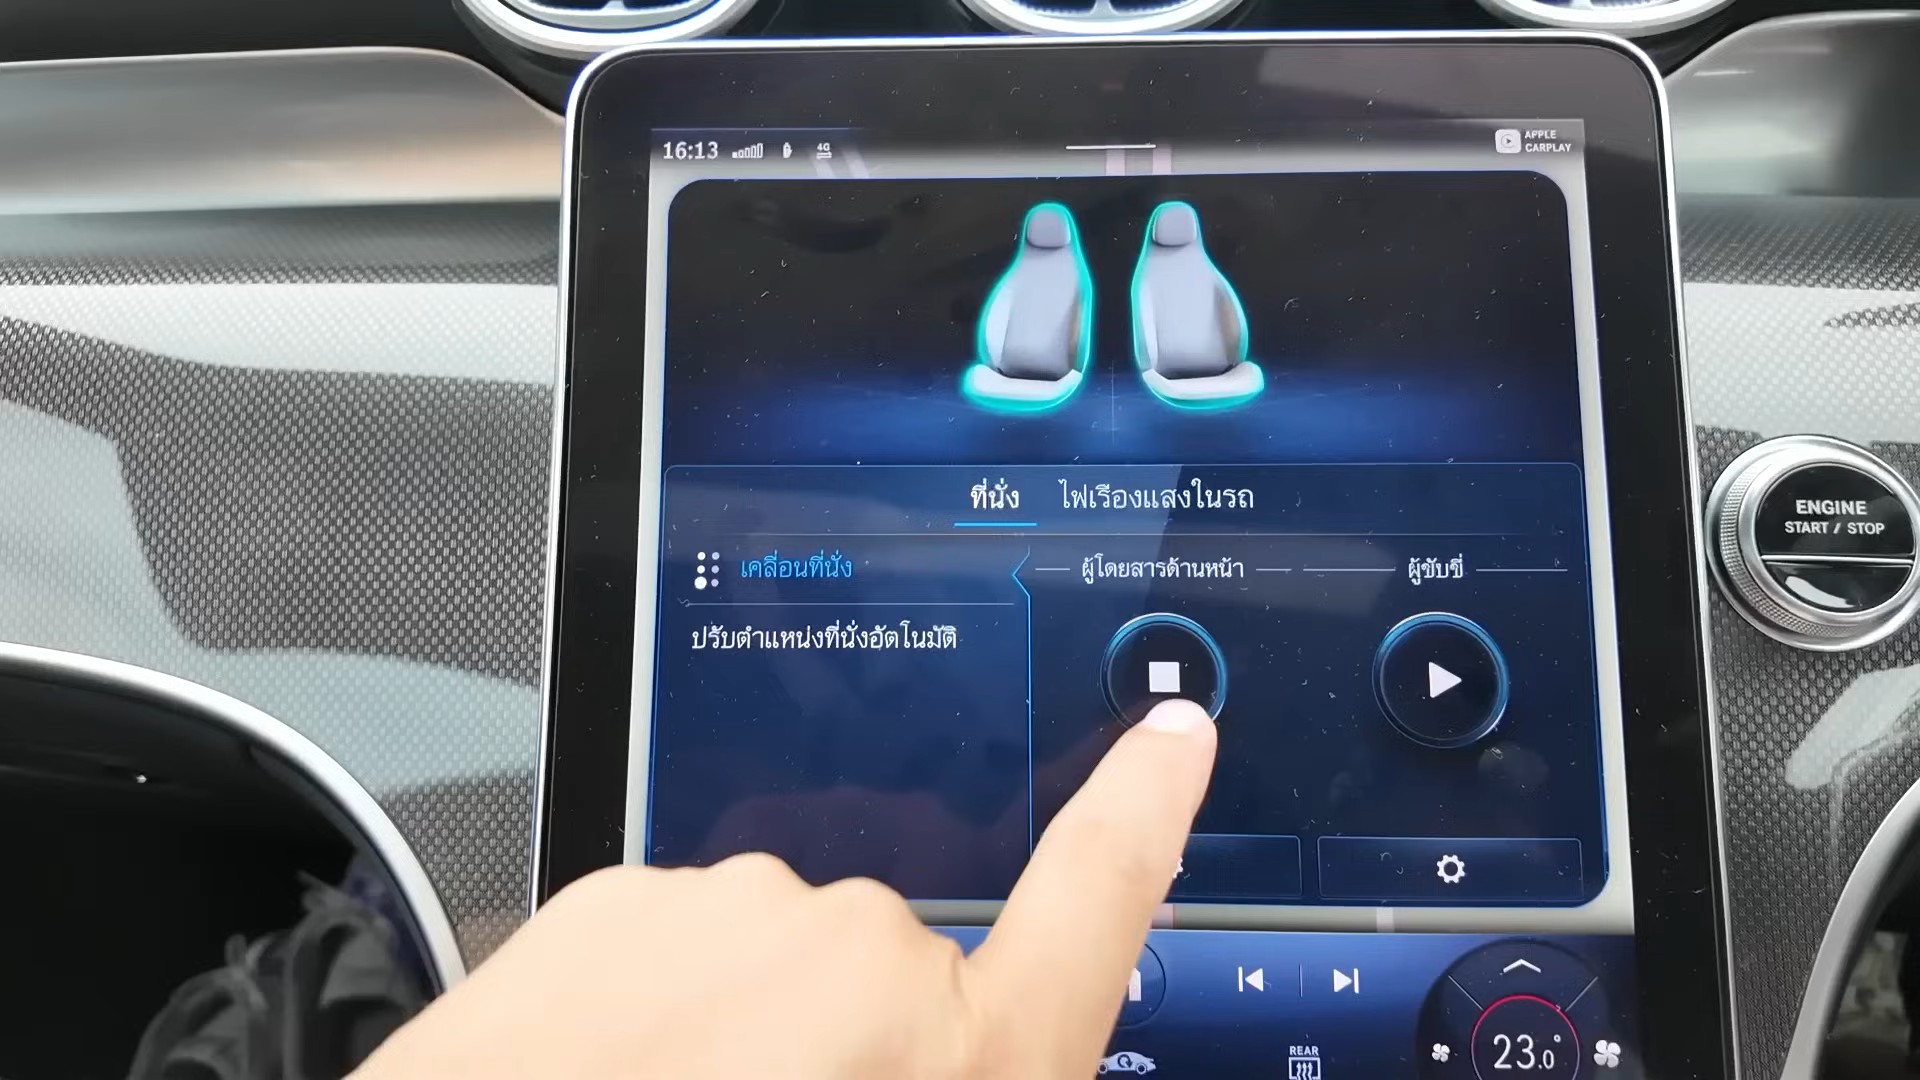 16:13
4G
APPLE
CARPLAY
ที่นั่ง
ไฟเรืองแสงในรถ
เคลื่อนที่นั่ง
ผู้โดยสารด้านหน้า
ผู้ขับขี่
ปรับตำแหน่งที่นั่งอัตโนมัติ
ENGINE
START / STOP
REAR
23.0°